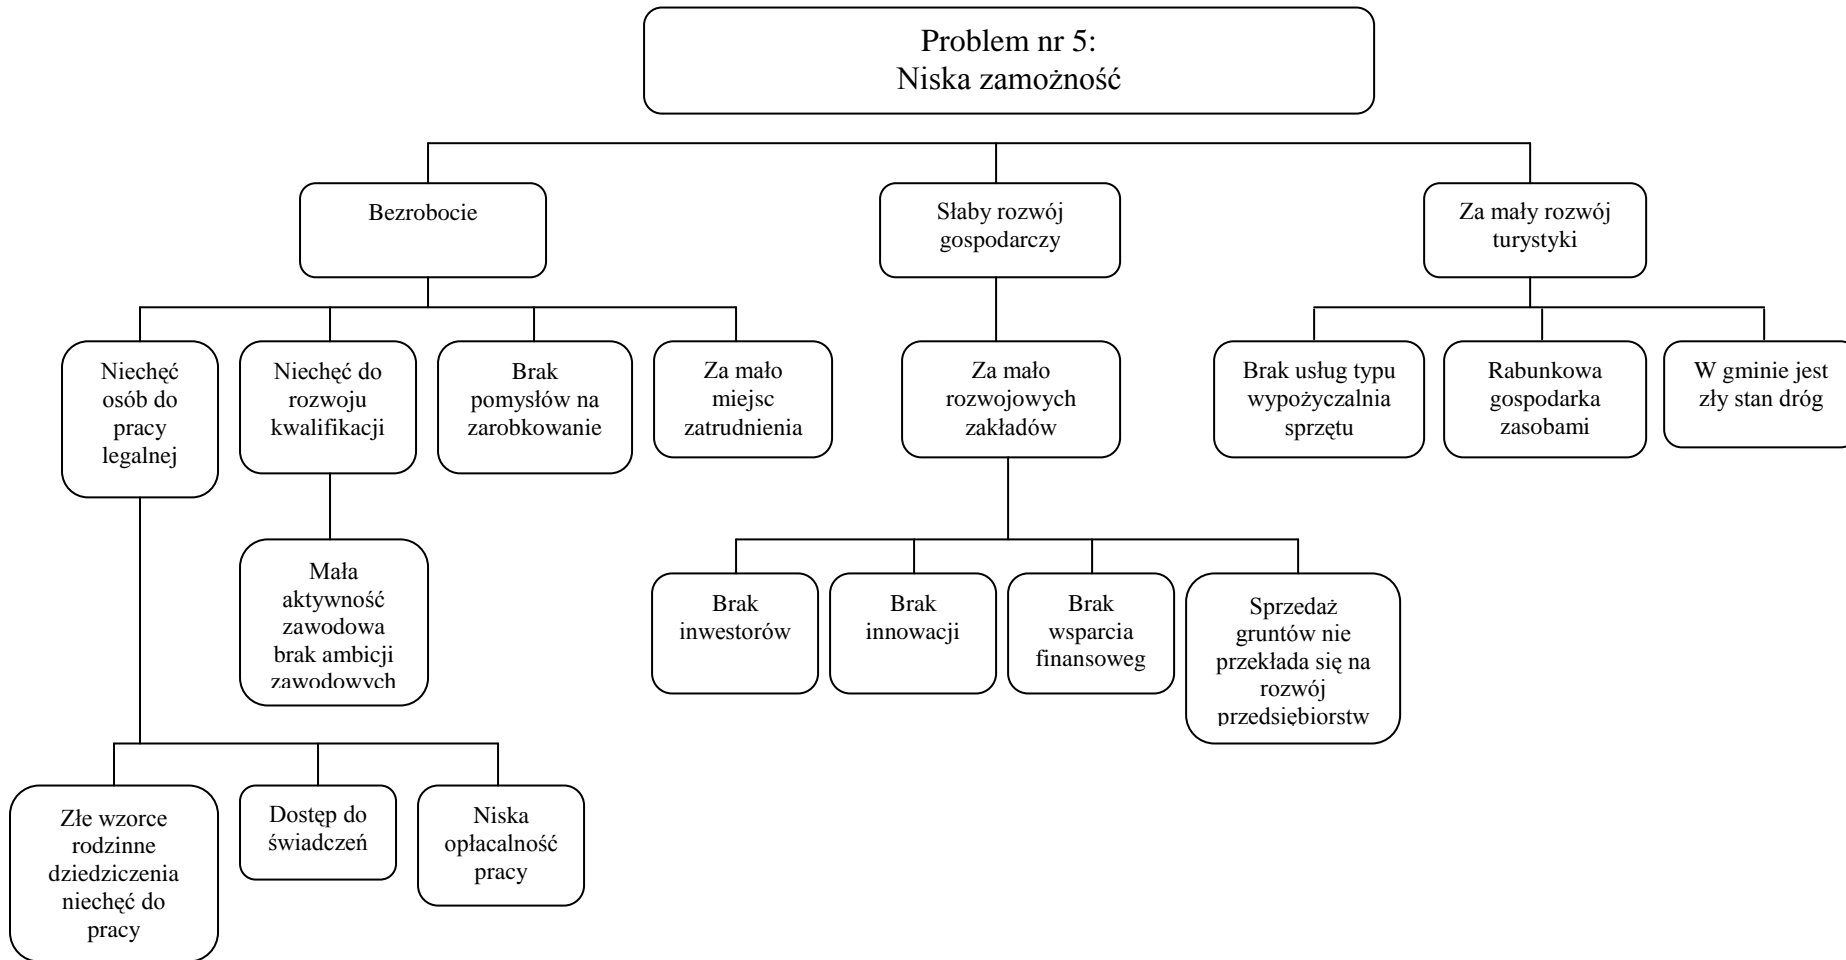 Problem nr 5:
Niska zamożność
Bezrobocie
Słaby rozwój
gospodarczy
Za mały rozwój
turystyki
Niechęć
osób do
pracy
legalnej
Niechęć do
rozwoju
kwalifikacji
Brak
pomysłów na
zarobkowanie
Za mało
miejsc
zatrudnienia
Za mało
rozwojowych
zakładów
Brak usług typu
wypożyczalnia
sprzętu
Rabunkowa
gospodarka
zasobami
W gminie jest
zły stan dróg
Mała
aktywność
zawodowa
brak ambicji
zawodowych
Brak
inwestorów
Brak
innowacji
Brak
wsparcia
finansoweg
Sprzedaż
gruntów nie
przekłada się na
rozwój
przedsiębiorstw
Złe wzorce
rodzinne
dziedziczenia
niechęć do
pracy
Dostęp do
świadczeń
Niska
opłacalność
pracy